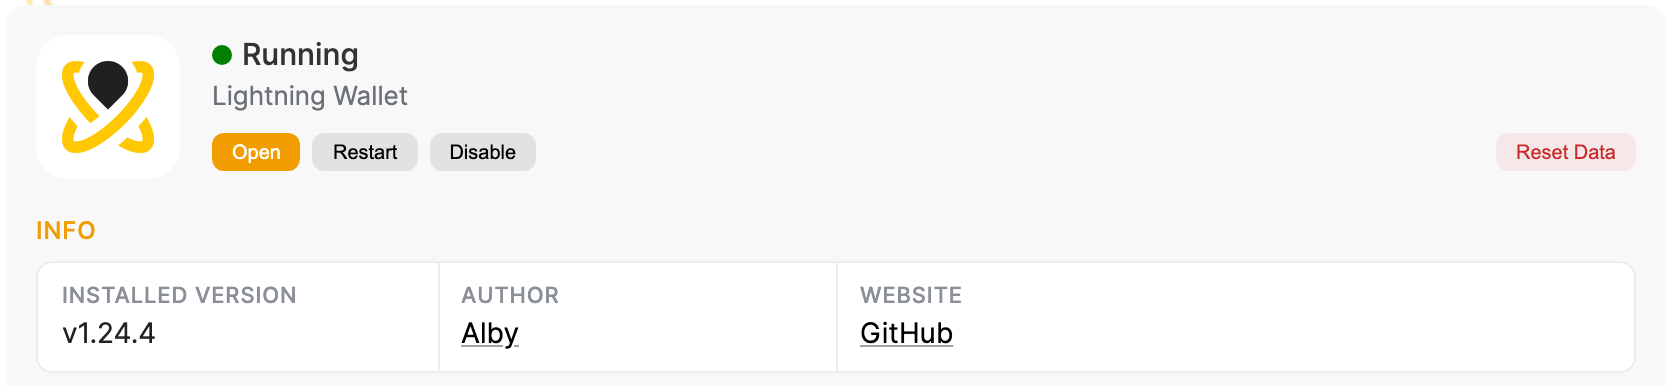 Running
Lightning Wallet
Open Restart Disable Reset Data
INFO
INSTALLED VERSION AUTHOR WEBSITE
v1.24.4 Alby GitHub